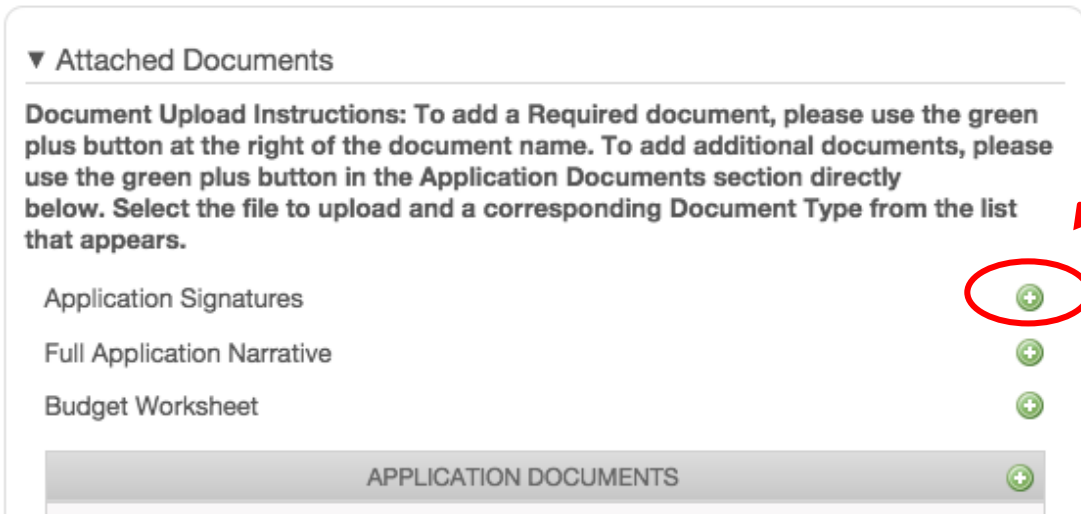 ▼ Attached Documents
Document Upload Instructions: To add a Required document, please use the green
plus button at the right of the document name. To add additional documents, please
use the green plus button in the Application Documents section directly
below. Select the file to upload and a corresponding Document Type from the list
that appears.
Application Signatures
Full Application Narrative
Budget Worksheet
APPLICATION DOCUMENTS